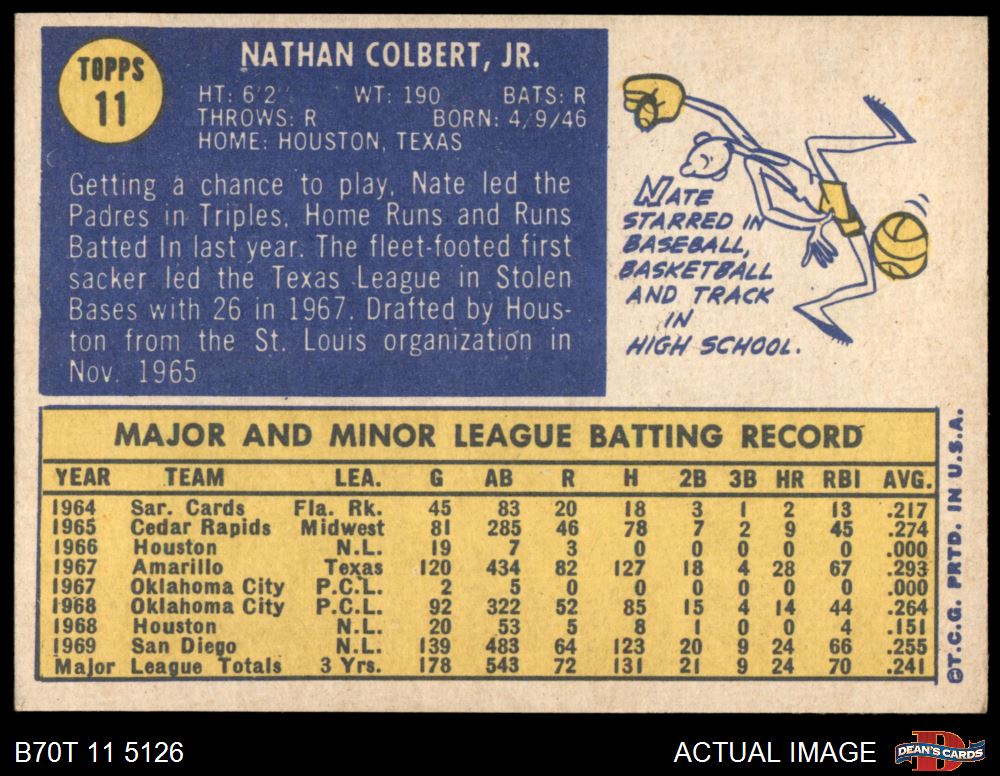 TOPPS
11
NATHAN COLBERT, JR.
HT: 6'2" WT: 190 BATS: R
THROWS: R BORN: 4/9/46
HOME: HOUSTON, TEXAS
Getting a chance to play, Nate led the
Padres in Triples, Home Runs and Runs
Batted In last year. The fleet-footed first
sacker led the Texas League in Stolen
Bases with 26 in 1967. Drafted by Hous-
ton from the St. Louis organization in
Nov. 1965
NATE
STARRED IN
BASEBALL,
BASKETBALL
AND TRACK
IN
HIGH SCHOOL.
MAJOR AND MINOR LEAGUE BATTING RECORD
YEAR TEAM LEA. G AB R H 2B 3B HR RBI AVG.
1964 Sar. Cards Fla. Rk. 45 83 20 18 3 1 2 13 .217
1965 Cedar Rapids Midwest 81 285 46 78 7 2 9 45 .274
1966 Houston N.L. 19 7 3 0 0 0 0 0 .000
1967 Amarillo Texas 120 434 82 127 18 4 28 67 .293
1967 Oklahoma City P.C.L. 2 5 0 0 0 0 0 0 .000
1968 Oklahoma City P.C.L. 92 322 52 85 15 4 14 44 .264
1968 Houston N.L. 20 53 5 8 1 0 0 4 .151
1969 San Diego N.L. 139 483 64 123 20 9 24 66 .255
Major League Totals 3 Yrs. 178 543 72 131 21 9 24 70 .241
©T.C.G. PRTD. IN U.S.A.
B70T 11 5126
ACTUAL IMAGE
DEAN'S CARDS